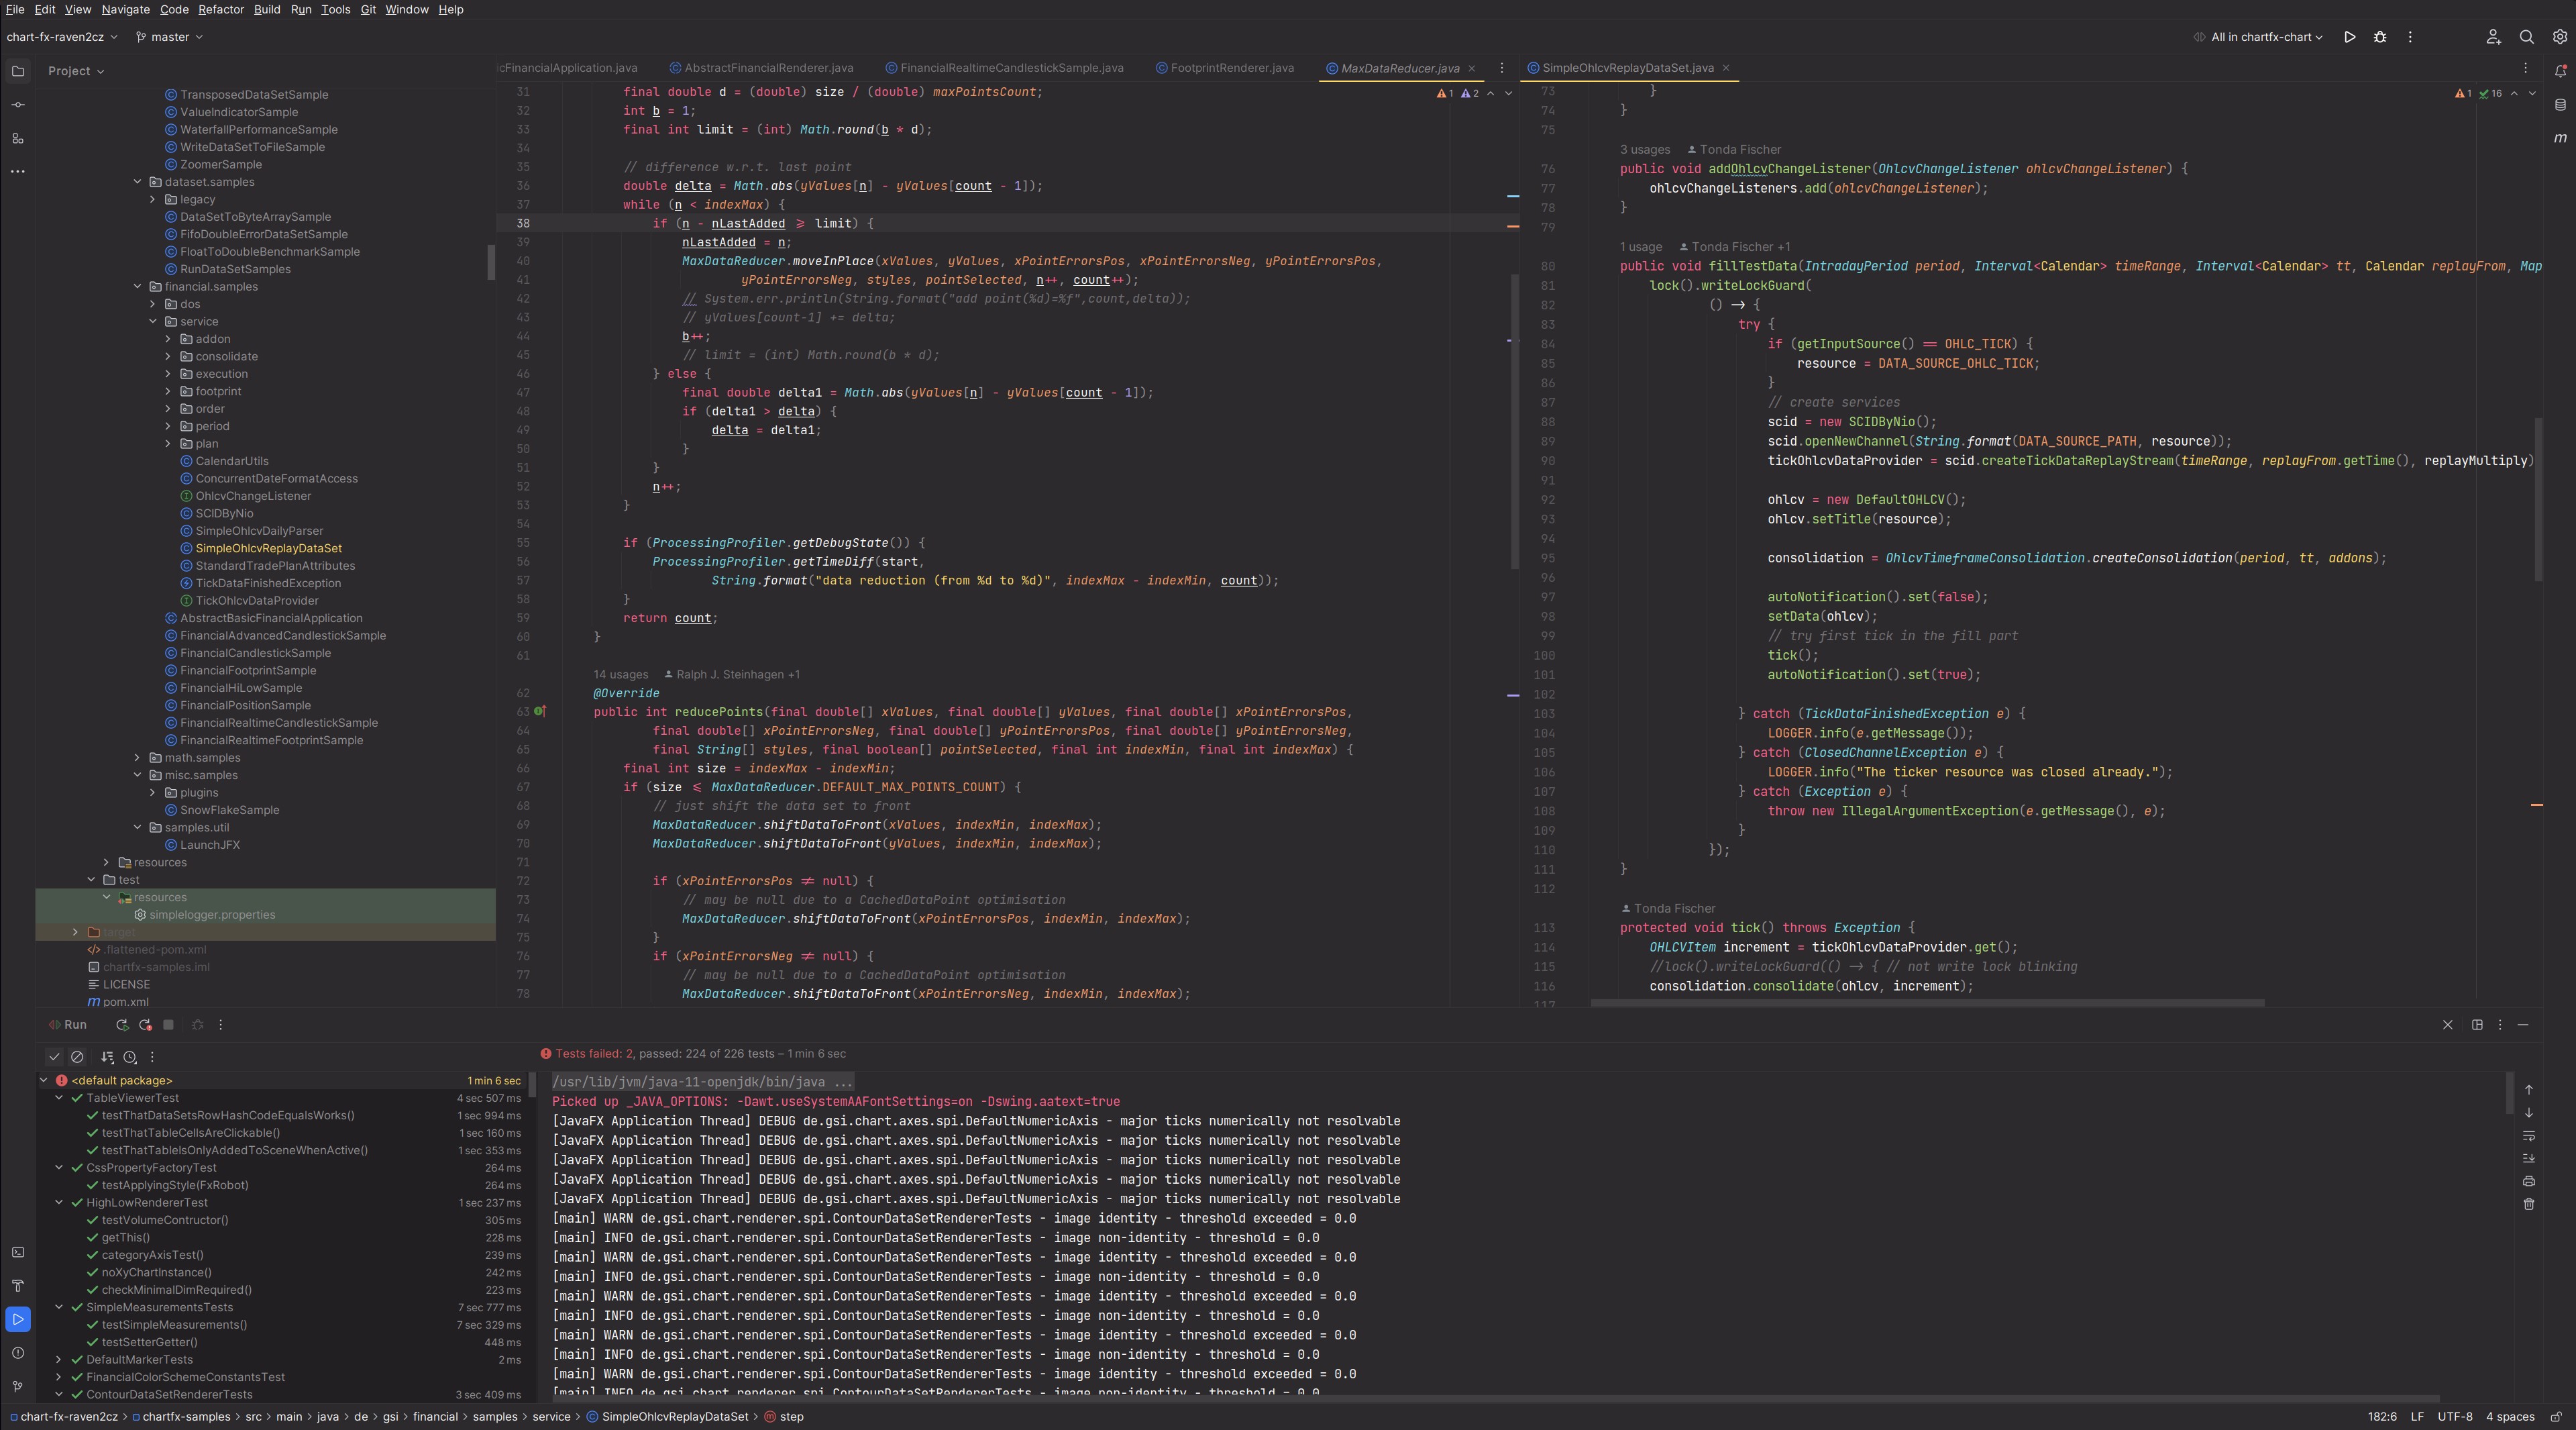 File Edit View Navigate Code Refactor Build Run Tools Git Window Help
chart-fx-raven2cz master
All in chartfx-chart
Project
TransposedDataSetSample
ValueIndicatorSample
WaterfallPerformanceSample
WriteDataSetToFileSample
ZoomerSample
dataset.samples
legacy
DataSetToByteArraySample
FifoDoubleErrorDataSetSample
FloatToDoubleBenchmarkSample
RunDataSetSamples
financial.samples
dos
service
addon
consolidate
execution
footprint
order
period
plan
CalendarUtils
ConcurrentDateFormatAccess
OhlcvChangeListener
SCIDByNio
SimpleOhlcvDailyParser
SimpleOhlcvReplayDataSet
StandardTradePlanAttributes
TickDataFinishedException
TickOhlcvDataProvider
AbstractBasicFinancialApplication
FinancialAdvancedCandlestickSample
FinancialCandlestickSample
FinancialFootprintSample
FinancialHiLowSample
FinancialPositionSample
FinancialRealtimeCandlestickSample
FinancialRealtimeFootprintSample
math.samples
misc.samples
plugins
SnowFlakeSample
samples.util
LaunchJFX
resources
test
resources
simplelogger.properties
target
.flattened-pom.xml
chartfx-samples.iml
LICENSE
pom.xml
cFinancialApplication.java AbstractFinancialRenderer.java FinancialRealtimeCandlestickSample.java FootprintRenderer.java MaxDataReducer.java
1 2
31 final double d = (double) size / (double) maxPointsCount;
32 int b = 1;
33 final int limit = (int) Math.round(b * d);
34
35 // difference w.r.t. last point
36 double delta = Math.abs(yValues[n] - yValues[count - 1]);
37 while (n < indexMax) {
38 if (n - nLastAdded ⩾ limit) {
39 nLastAdded = n;
40 MaxDataReducer.moveInPlace(xValues, yValues, xPointErrorsPos, xPointErrorsNeg, yPointErrorsPos,
41 yPointErrorsNeg, styles, pointSelected, n++, count++);
42 // System.err.println(String.format("add point(%d)=%f",count,delta));
43 // yValues[count-1] += delta;
44 b++;
45 // limit = (int) Math.round(b * d);
46 } else {
47 final double delta1 = Math.abs(yValues[n] - yValues[count - 1]);
48 if (delta1 > delta) {
49 delta = delta1;
50 }
51 }
52 n++;
53 }
54
55 if (ProcessingProfiler.getDebugState()) {
56 ProcessingProfiler.getTimeDiff(start,
57 String.format("data reduction (from %d to %d)", indexMax - indexMin, count));
58 }
59 return count;
60 }
61
14 usages Ralph J. Steinhagen +1
62 @Override
63 public int reducePoints(final double[] xValues, final double[] yValues, final double[] xPointErrorsPos,
64 final double[] xPointErrorsNeg, final double[] yPointErrorsPos, final double[] yPointErrorsNeg,
65 final String[] styles, final boolean[] pointSelected, final int indexMin, final int indexMax) {
66 final int size = indexMax - indexMin;
67 if (size ⩽ MaxDataReducer.DEFAULT_MAX_POINTS_COUNT) {
68 // just shift the data set to front
69 MaxDataReducer.shiftDataToFront(xValues, indexMin, indexMax);
70 MaxDataReducer.shiftDataToFront(yValues, indexMin, indexMax);
71
72 if (xPointErrorsPos ≠ null) {
73 // may be null due to a CachedDataPoint optimisation
74 MaxDataReducer.shiftDataToFront(xPointErrorsPos, indexMin, indexMax);
75 }
76 if (xPointErrorsNeg ≠ null) {
77 // may be null due to a CachedDataPoint optimisation
78 MaxDataReducer.shiftDataToFront(xPointErrorsNeg, indexMin, indexMax);
SimpleOhlcvReplayDataSet.java
1 16
73 }
74 }
75
3 usages Tonda Fischer
76 public void addOhlcvChangeListener(OhlcvChangeListener ohlcvChangeListener) {
77 ohlcvChangeListeners.add(ohlcvChangeListener);
78 }
79
1 usage Tonda Fischer +1
80 public void fillTestData(IntradayPeriod period, Interval<Calendar> timeRange, Interval<Calendar> tt, Calendar replayFrom, Map
81 lock().writeLockGuard(
82 () → {
83 try {
84 if (getInputSource() == OHLC_TICK) {
85 resource = DATA_SOURCE_OHLC_TICK;
86 }
87 // create services
88 scid = new SCIDByNio();
89 scid.openNewChannel(String.format(DATA_SOURCE_PATH, resource));
90 tickOhlcvDataProvider = scid.createTickDataReplayStream(timeRange, replayFrom.getTime(), replayMultiply)
91
92 ohlcv = new DefaultOHLCV();
93 ohlcv.setTitle(resource);
94
95 consolidation = OhlcvTimeframeConsolidation.createConsolidation(period, tt, addons);
96
97 autoNotification().set(false);
98 setData(ohlcv);
99 // try first tick in the fill part
100 tick();
101 autoNotification().set(true);
102
103 } catch (TickDataFinishedException e) {
104 LOGGER.info(e.getMessage());
105 } catch (ClosedChannelException e) {
106 LOGGER.info("The ticker resource was closed already.");
107 } catch (Exception e) {
108 throw new IllegalArgumentException(e.getMessage(), e);
109 }
110 });
111 }
112
Tonda Fischer
113 protected void tick() throws Exception {
114 OHLCVItem increment = tickOhlcvDataProvider.get();
115 //lock().writeLockGuard(() → { // not write lock blinking
116 consolidation.consolidate(ohlcv, increment);
117
Run
Tests failed: 2, passed: 224 of 226 tests – 1 min 6 sec
<default package> 1 min 6 sec
TableViewerTest 4 sec 507 ms
testThatDataSetsRowHashCodeEqualsWorks() 1 sec 994 ms
testThatTableCellsAreClickable() 1 sec 160 ms
testThatTableIsOnlyAddedToSceneWhenActive() 1 sec 353 ms
CssPropertyFactoryTest 264 ms
testApplyingStyle(FxRobot) 264 ms
HighLowRendererTest 1 sec 237 ms
testVolumeContructor() 305 ms
getThis() 228 ms
categoryAxisTest() 239 ms
noXyChartInstance() 242 ms
checkMinimalDimRequired() 223 ms
SimpleMeasurementsTests 7 sec 777 ms
testSimpleMeasurements() 7 sec 329 ms
testSetterGetter() 448 ms
DefaultMarkerTests 2 ms
FinancialColorSchemeConstantsTest
ContourDataSetRendererTests 3 sec 409 ms
/usr/lib/jvm/java-11-openjdk/bin/java ...
Picked up _JAVA_OPTIONS: -Dawt.useSystemAAFontSettings=on -Dswing.aatext=true
[JavaFX Application Thread] DEBUG de.gsi.chart.axes.spi.DefaultNumericAxis - major ticks numerically not resolvable
[JavaFX Application Thread] DEBUG de.gsi.chart.axes.spi.DefaultNumericAxis - major ticks numerically not resolvable
[JavaFX Application Thread] DEBUG de.gsi.chart.axes.spi.DefaultNumericAxis - major ticks numerically not resolvable
[JavaFX Application Thread] DEBUG de.gsi.chart.axes.spi.DefaultNumericAxis - major ticks numerically not resolvable
[JavaFX Application Thread] DEBUG de.gsi.chart.axes.spi.DefaultNumericAxis - major ticks numerically not resolvable
[main] WARN de.gsi.chart.renderer.spi.ContourDataSetRendererTests - image identity - threshold exceeded = 0.0
[main] INFO de.gsi.chart.renderer.spi.ContourDataSetRendererTests - image non-identity - threshold = 0.0
[main] WARN de.gsi.chart.renderer.spi.ContourDataSetRendererTests - image identity - threshold exceeded = 0.0
[main] INFO de.gsi.chart.renderer.spi.ContourDataSetRendererTests - image non-identity - threshold = 0.0
[main] WARN de.gsi.chart.renderer.spi.ContourDataSetRendererTests - image identity - threshold exceeded = 0.0
[main] INFO de.gsi.chart.renderer.spi.ContourDataSetRendererTests - image non-identity - threshold = 0.0
[main] WARN de.gsi.chart.renderer.spi.ContourDataSetRendererTests - image identity - threshold exceeded = 0.0
[main] INFO de.gsi.chart.renderer.spi.ContourDataSetRendererTests - image non-identity - threshold = 0.0
[main] WARN de.gsi.chart.renderer.spi.ContourDataSetRendererTests - image identity - threshold exceeded = 0.0
[main] INFO de.gsi.chart.renderer.spi.ContourDataSetRendererTests - image non-identity - threshold = 0.0
chart-fx-raven2cz > chartfx-samples > src > main > java > de > gsi > financial > samples > service > SimpleOhlcvReplayDataSet > step
182:6 LF UTF-8 4 spaces